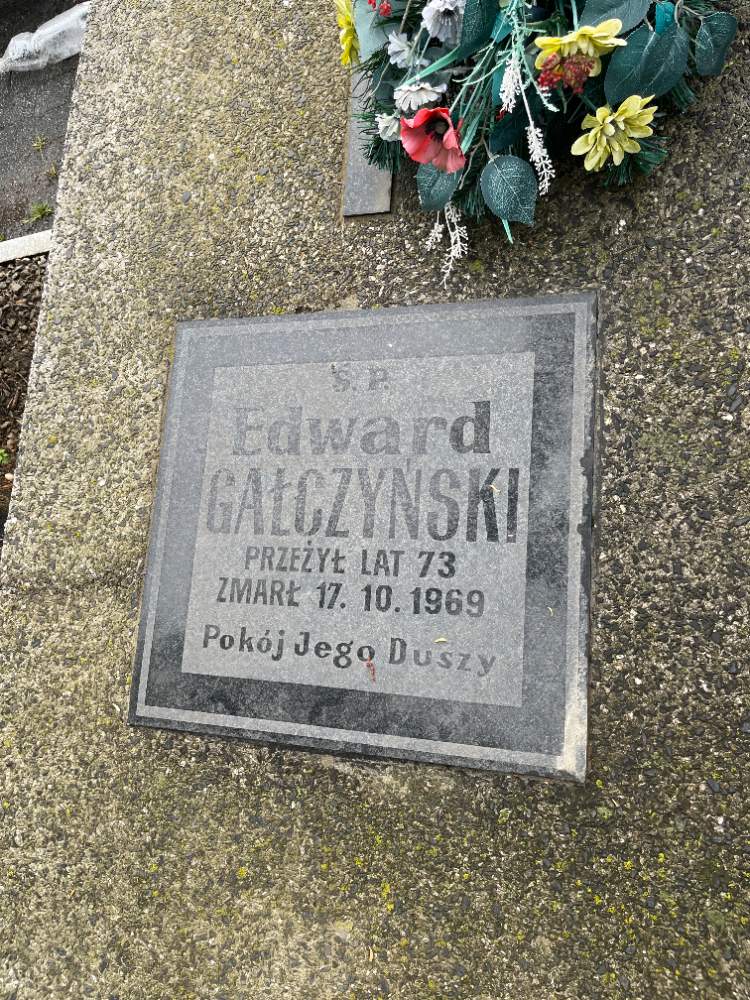 Ś. P.
Edward
GAŁCZYŃSKI
PRZEŻYŁ LAT 73
ZMARŁ 17. 10. 1969
Pokój Jego Duszy